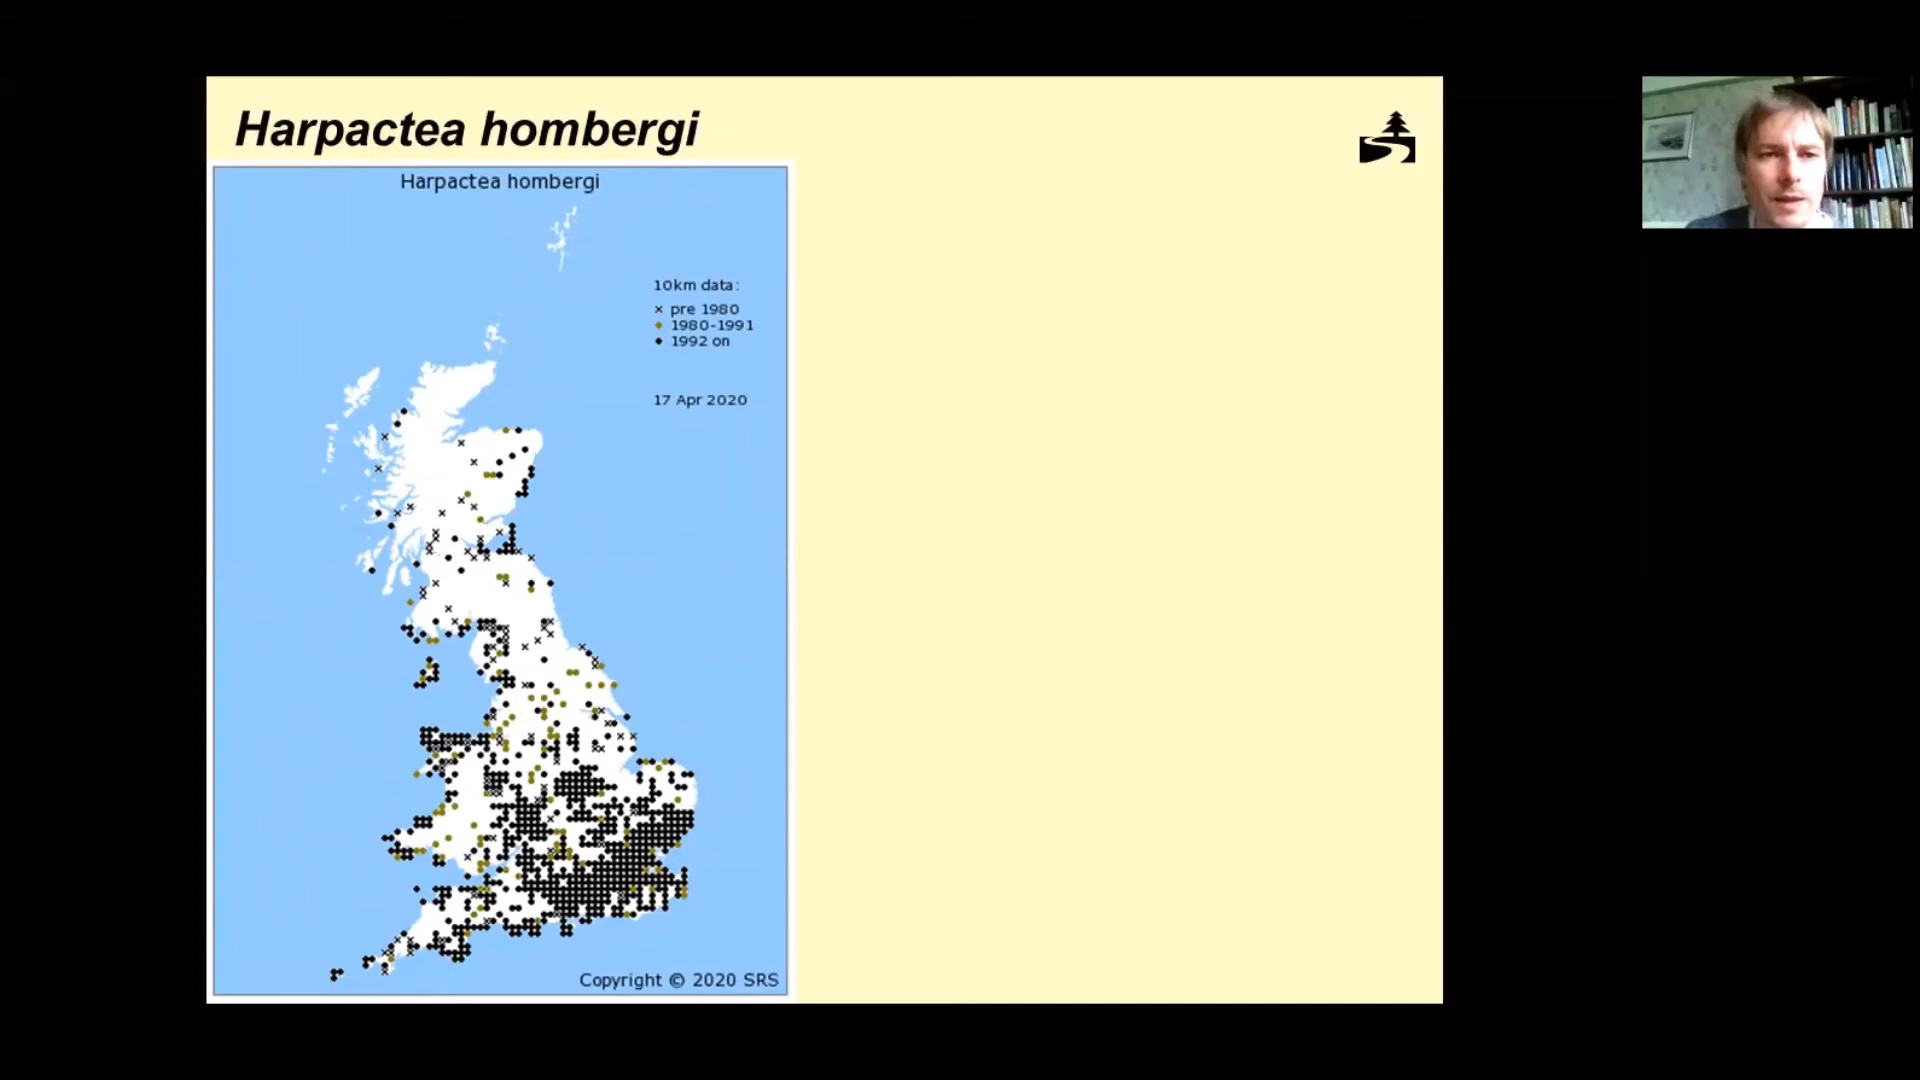 Harpactea hombergi
Harpactea hombergi
10km data:
pre 1980
1980-1991
1992 on
17 Apr 2020
Copyright © 2020 SRS